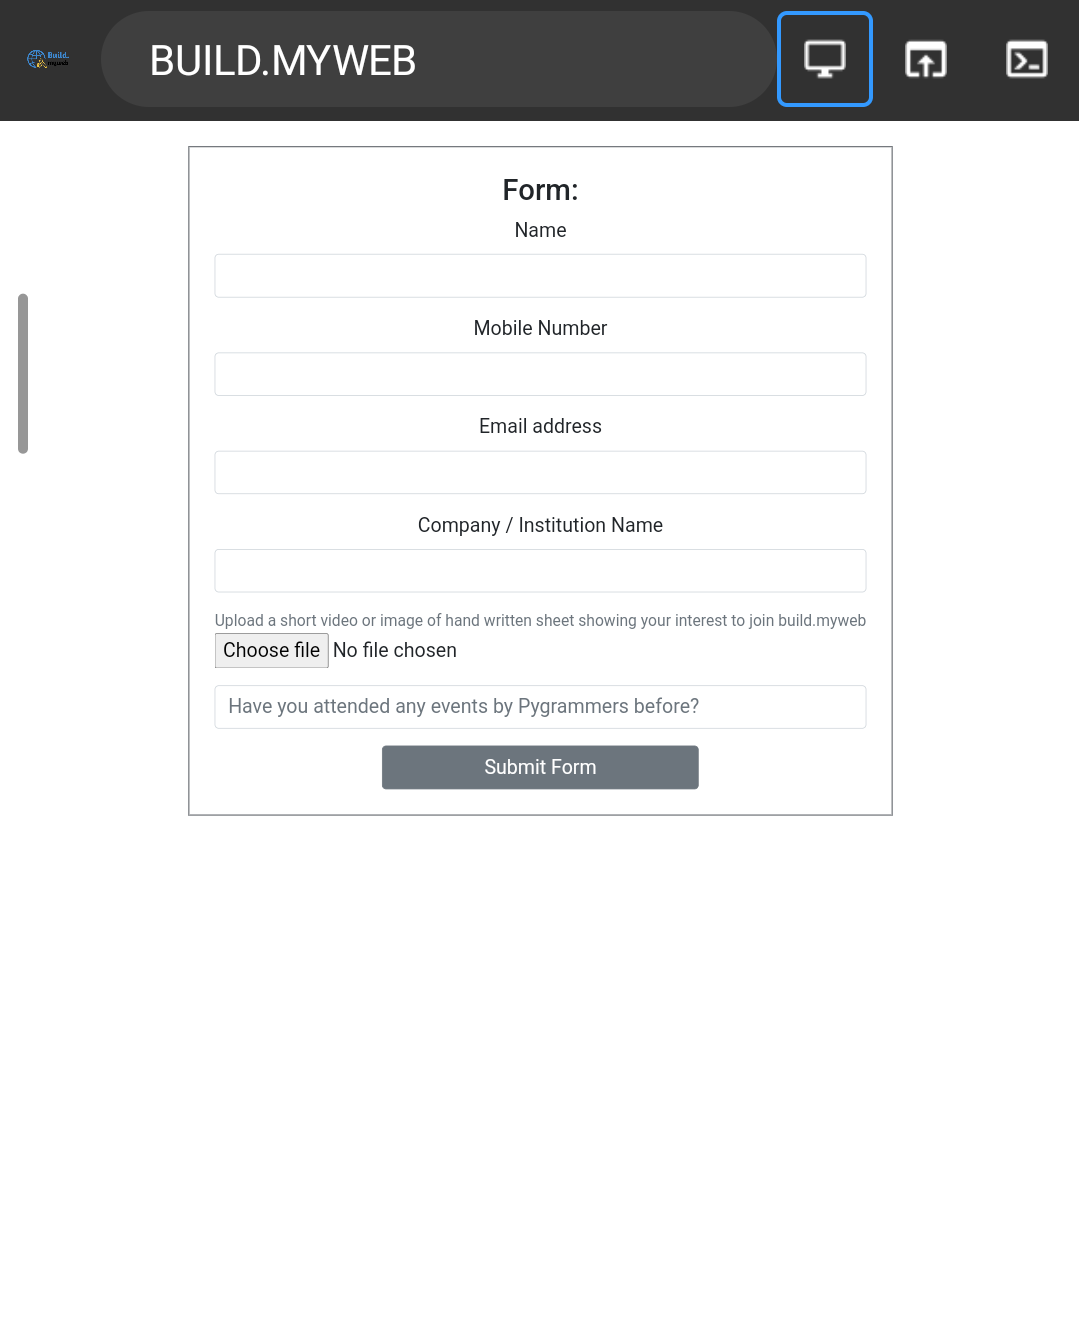 Build.
myweb
BUILD.MYWEB
Form:
Name
Mobile Number
Email address
Company / Institution Name
Upload a short video or image of hand written sheet showing your interest to join build.myweb
Choose file No file chosen
Have you attended any events by Pygrammers before?
Submit Form